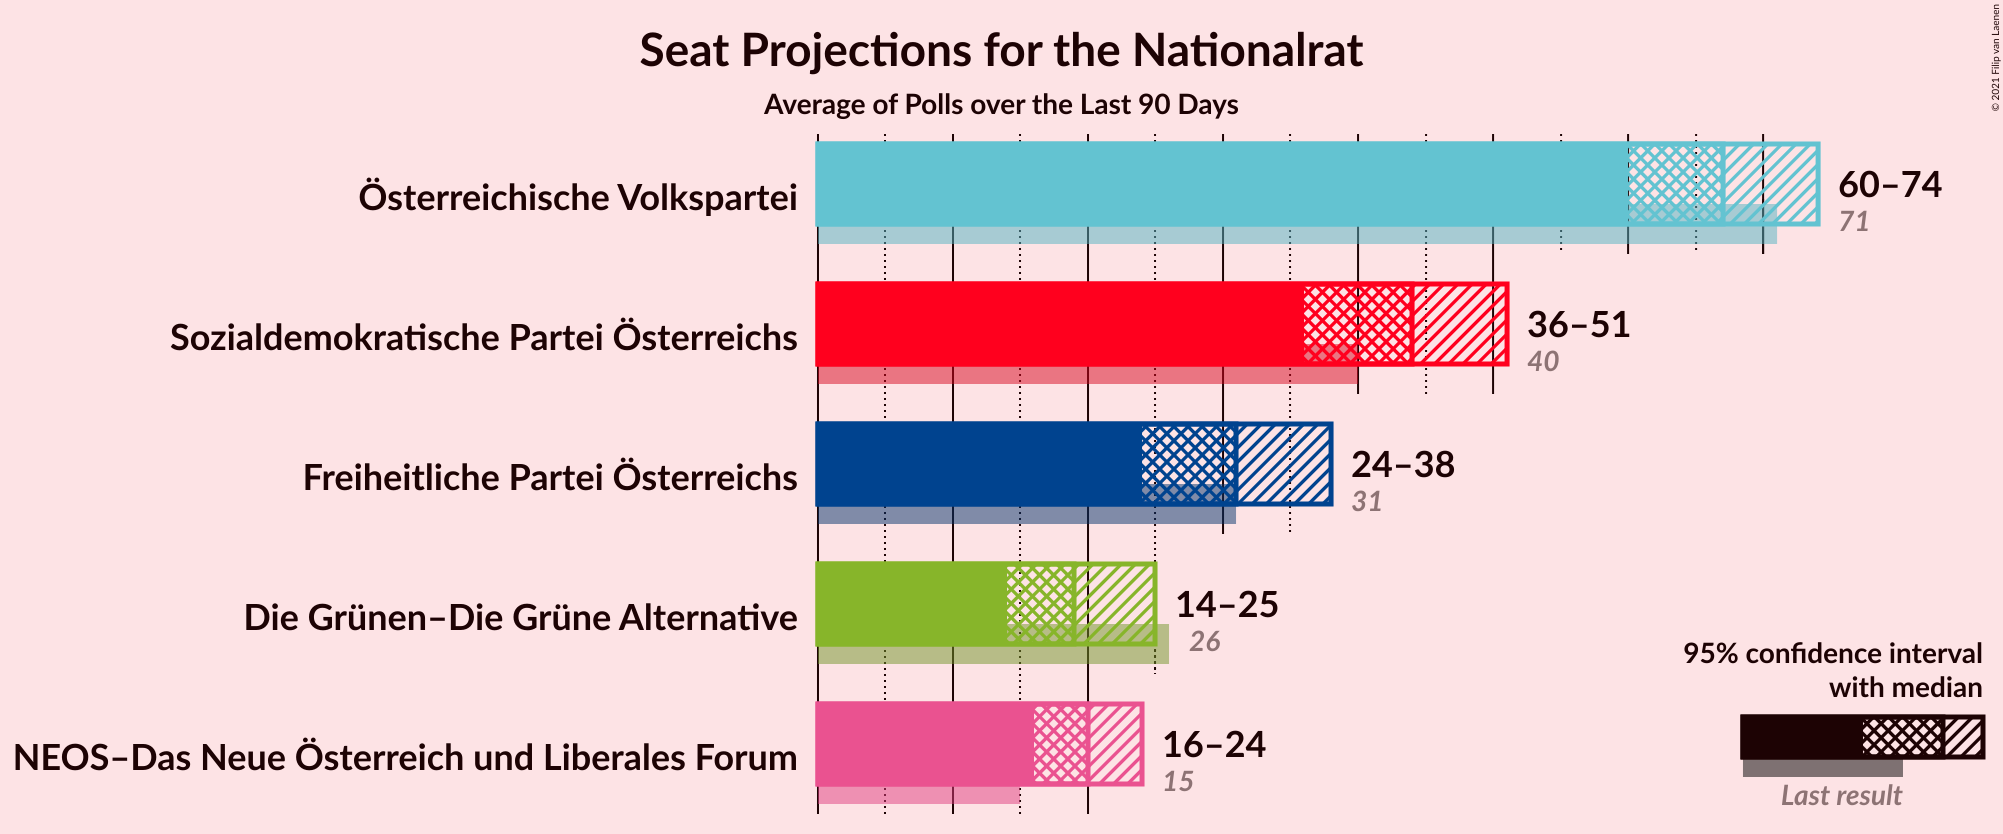 Seat Projections for the Nationalrat
Average of Polls over the Last 90 Days
© 2021 Filip van Laenen
Österreichische Volkspartei
60–74
71
Sozialdemokratische Partei Österreichs
36–51
40
Freiheitliche Partei Österreichs
24–38
31
Die Grünen–Die Grüne Alternative
14–25
26
NEOS–Das Neue Österreich und Liberales Forum
16–24
15
95% confidence interval
with median
Last result